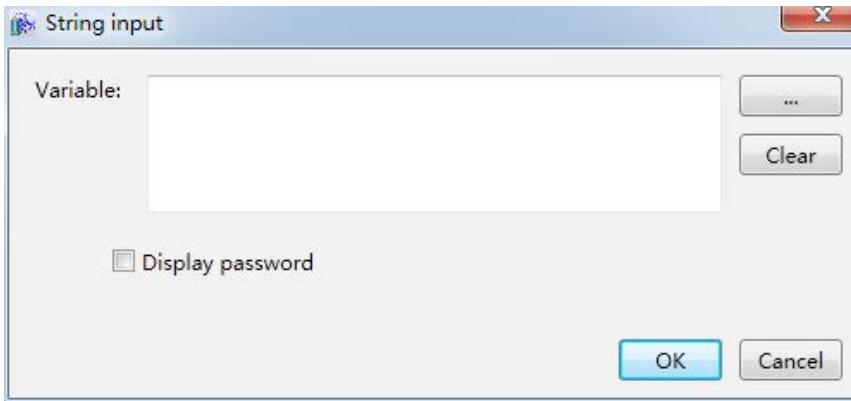 String input
Variable:
...
Clear
Display password
OK
Cancel